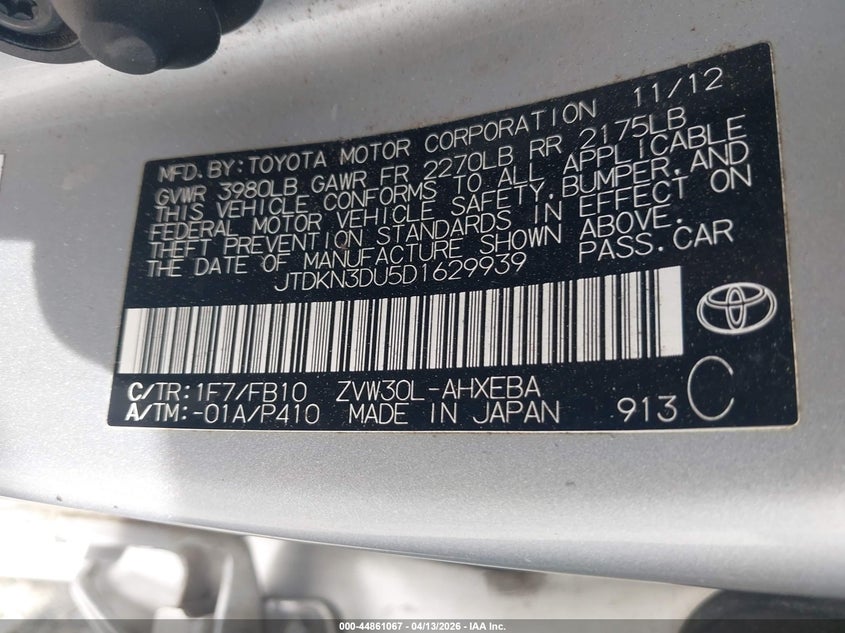 MFD. BY: TOYOTA MOTOR CORPORATION 11/12
GVWR 3980LB GAWR FR 2270LB RR 2175LB
THIS VEHICLE CONFORMS TO ALL APPLICABLE
FEDERAL MOTOR VEHICLE SAFETY, BUMPER, AND
THEFT PREVENTION STANDARDS IN EFFECT ON
THE DATE OF MANUFACTURE SHOWN ABOVE.
JTDKN3DU5D1629939 PASS. CAR
C/TR: 1F7/FB10 ZVW30L-AHXEBA
A/TM: -01A/P410 MADE IN JAPAN 913 C
000-44861067 - 04/13/2026 - IAA Inc.